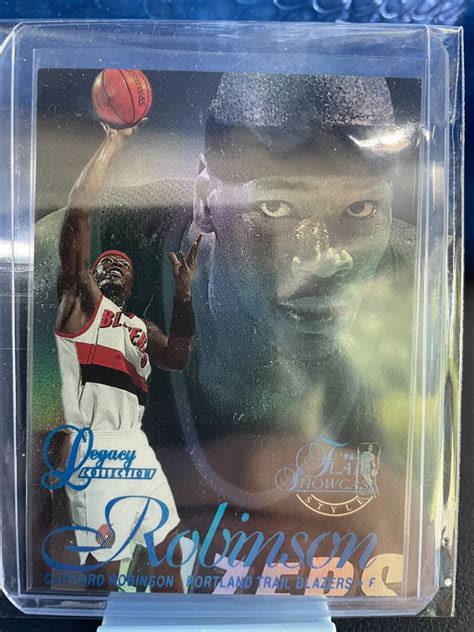 BLAZERS
Legacy
COLLECTION
FLAIR
SHOWCASE
STYLE
Robinson
CLIFFORD ROBINSON PORTLAND TRAIL BLAZERS • F